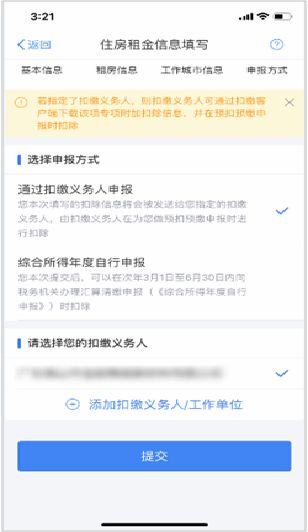 3:21
返回
住房租金信息填写
基本信息 租房信息 工作城市信息 申报方式
若指定了扣缴义务人，则扣缴义务人可通过扣缴客
户端下载该项专项附加扣除信息，并在预扣预缴申
报时扣除
选择申报方式
通过扣缴义务人申报
您本次填写的扣除信息将会被发送给您指定的扣缴
义务人，由扣缴义务人在为您做预扣预缴申报时进
行扣除
综合所得年度自行申报
您本次提交后，可以在次年3月1日至6月30日内向
税务机关办理汇算清缴申报（《综合所得年度自行
申报》）时扣除
请选择您的扣缴义务人
添加扣缴义务人/工作单位
提交